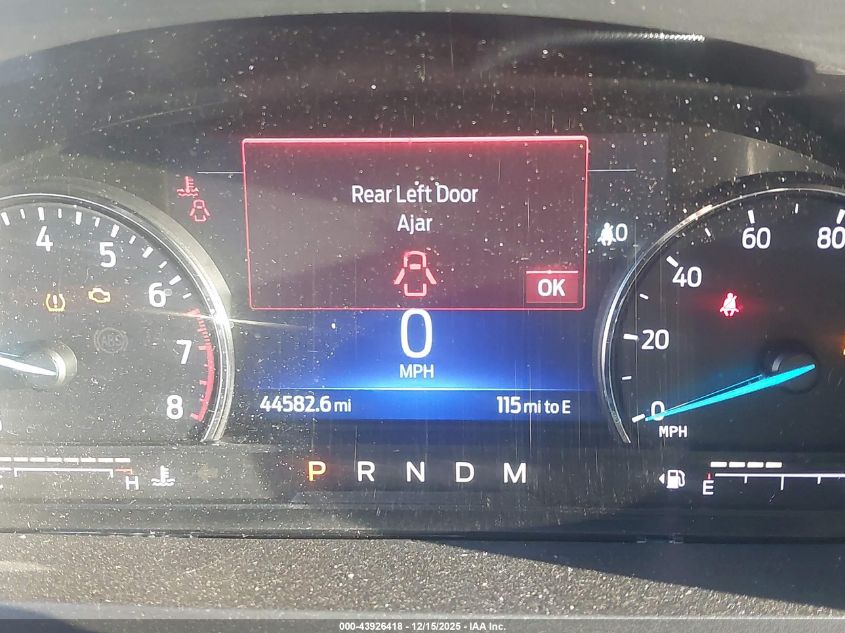 Rear Left Door
Ajar
OK
4
5
6
7
8
ABS
0
MPH
44582.6 mi
115 mi to E
0
20
40
60
80
MPH
H
P R N D M
E
000-43926418 - 12/15/2025 - IAA Inc.